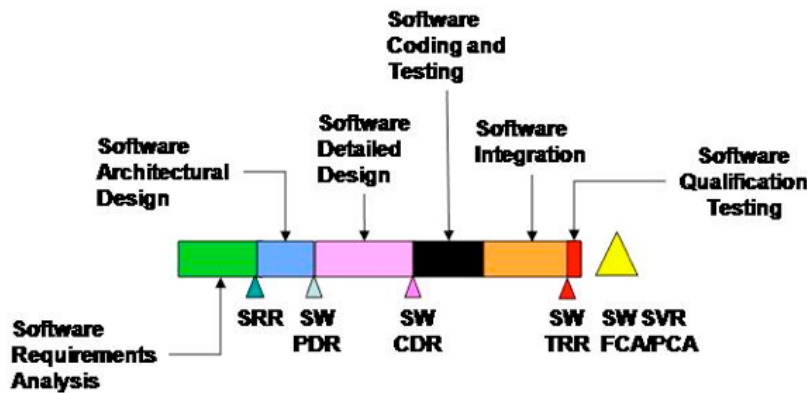 Software
Coding and
Testing
Software
Detailed
Design
Software
Integration
Software
Architectural
Design
Software
Qualification
Testing
SRR
SW
PDR
SW
CDR
SW
TRR
SW SVR
FCA/PCA
Software
Requirements
Analysis